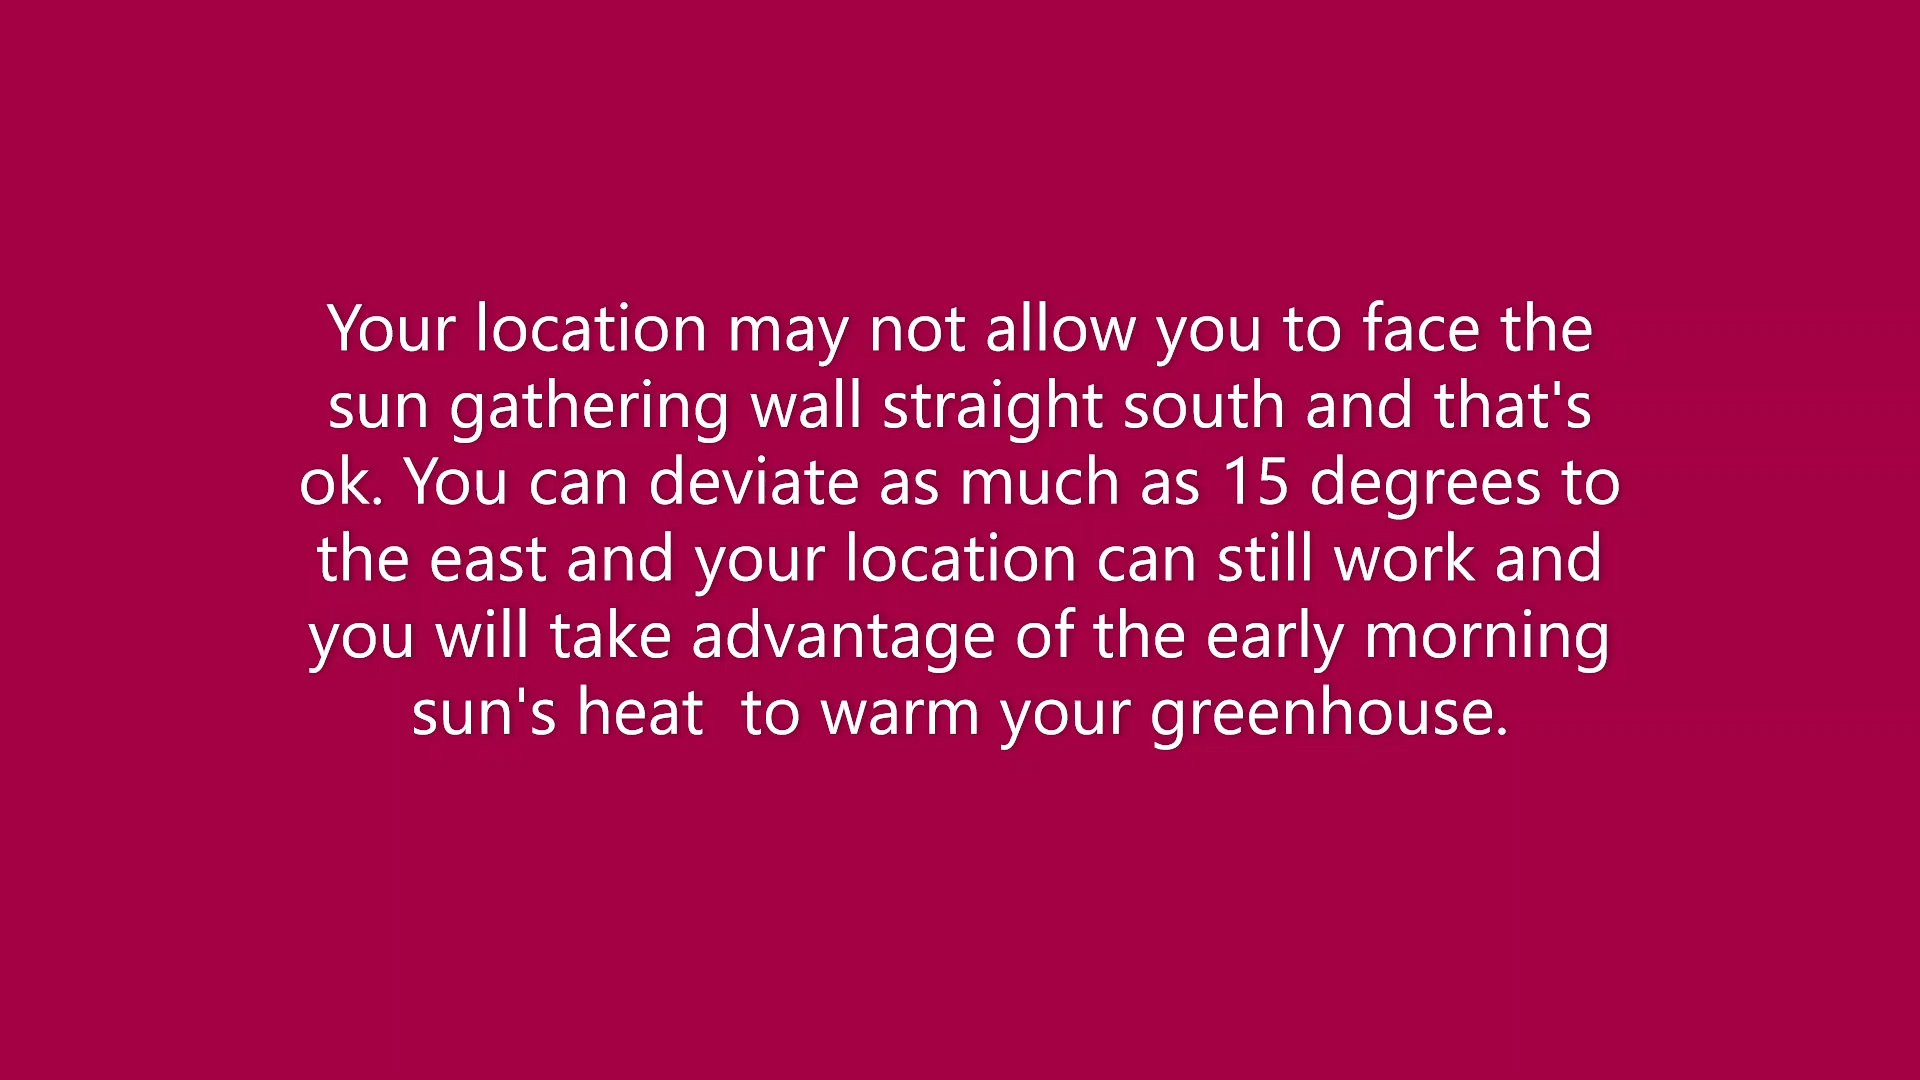 Your location may not allow you to face the
sun gathering wall straight south and that's
ok. You can deviate as much as 15 degrees to
the east and your location can still work and
you will take advantage of the early morning
sun's heat  to warm your greenhouse.